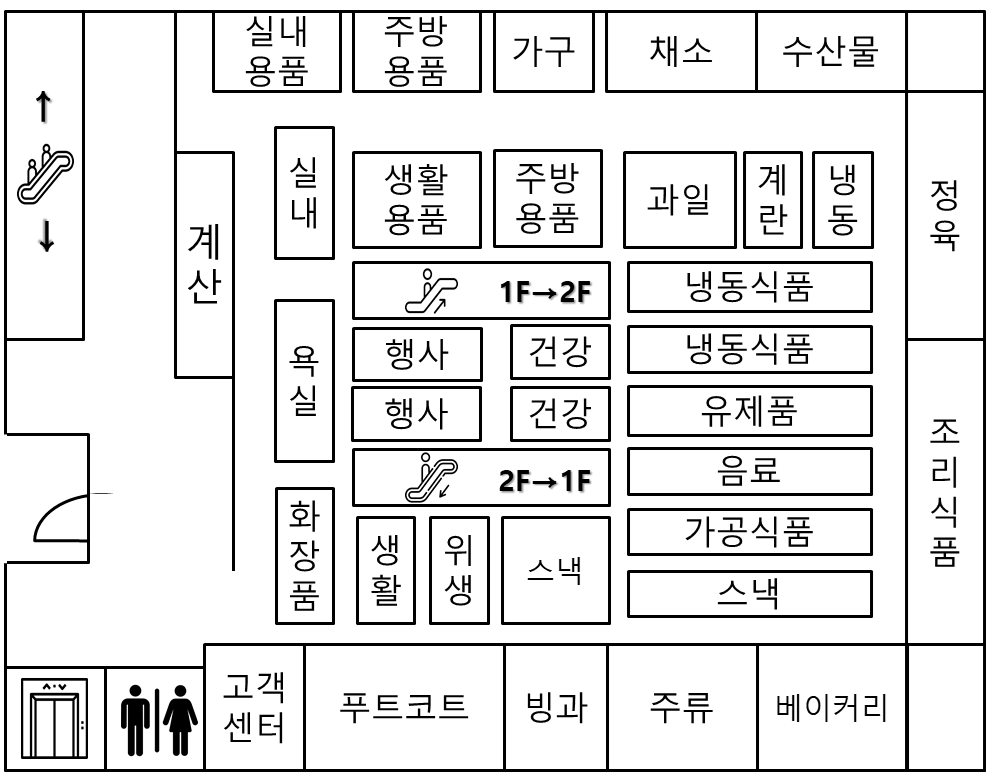 실내
용품
주방
용품
가구
채소
수산물
↑
↓
계
산
실
내
생활
용품
주방
용품
과일
계
란
냉
동
정
육
1F→2F
냉동식품
욕
실
행사
건강
냉동식품
행사
건강
유제품
2F→1F
음료
조
리
식
품
화
장
품
생
활
위
생
스낵
가공식품
스낵
고객
센터
푸트코트
빙과
주류
베이커리